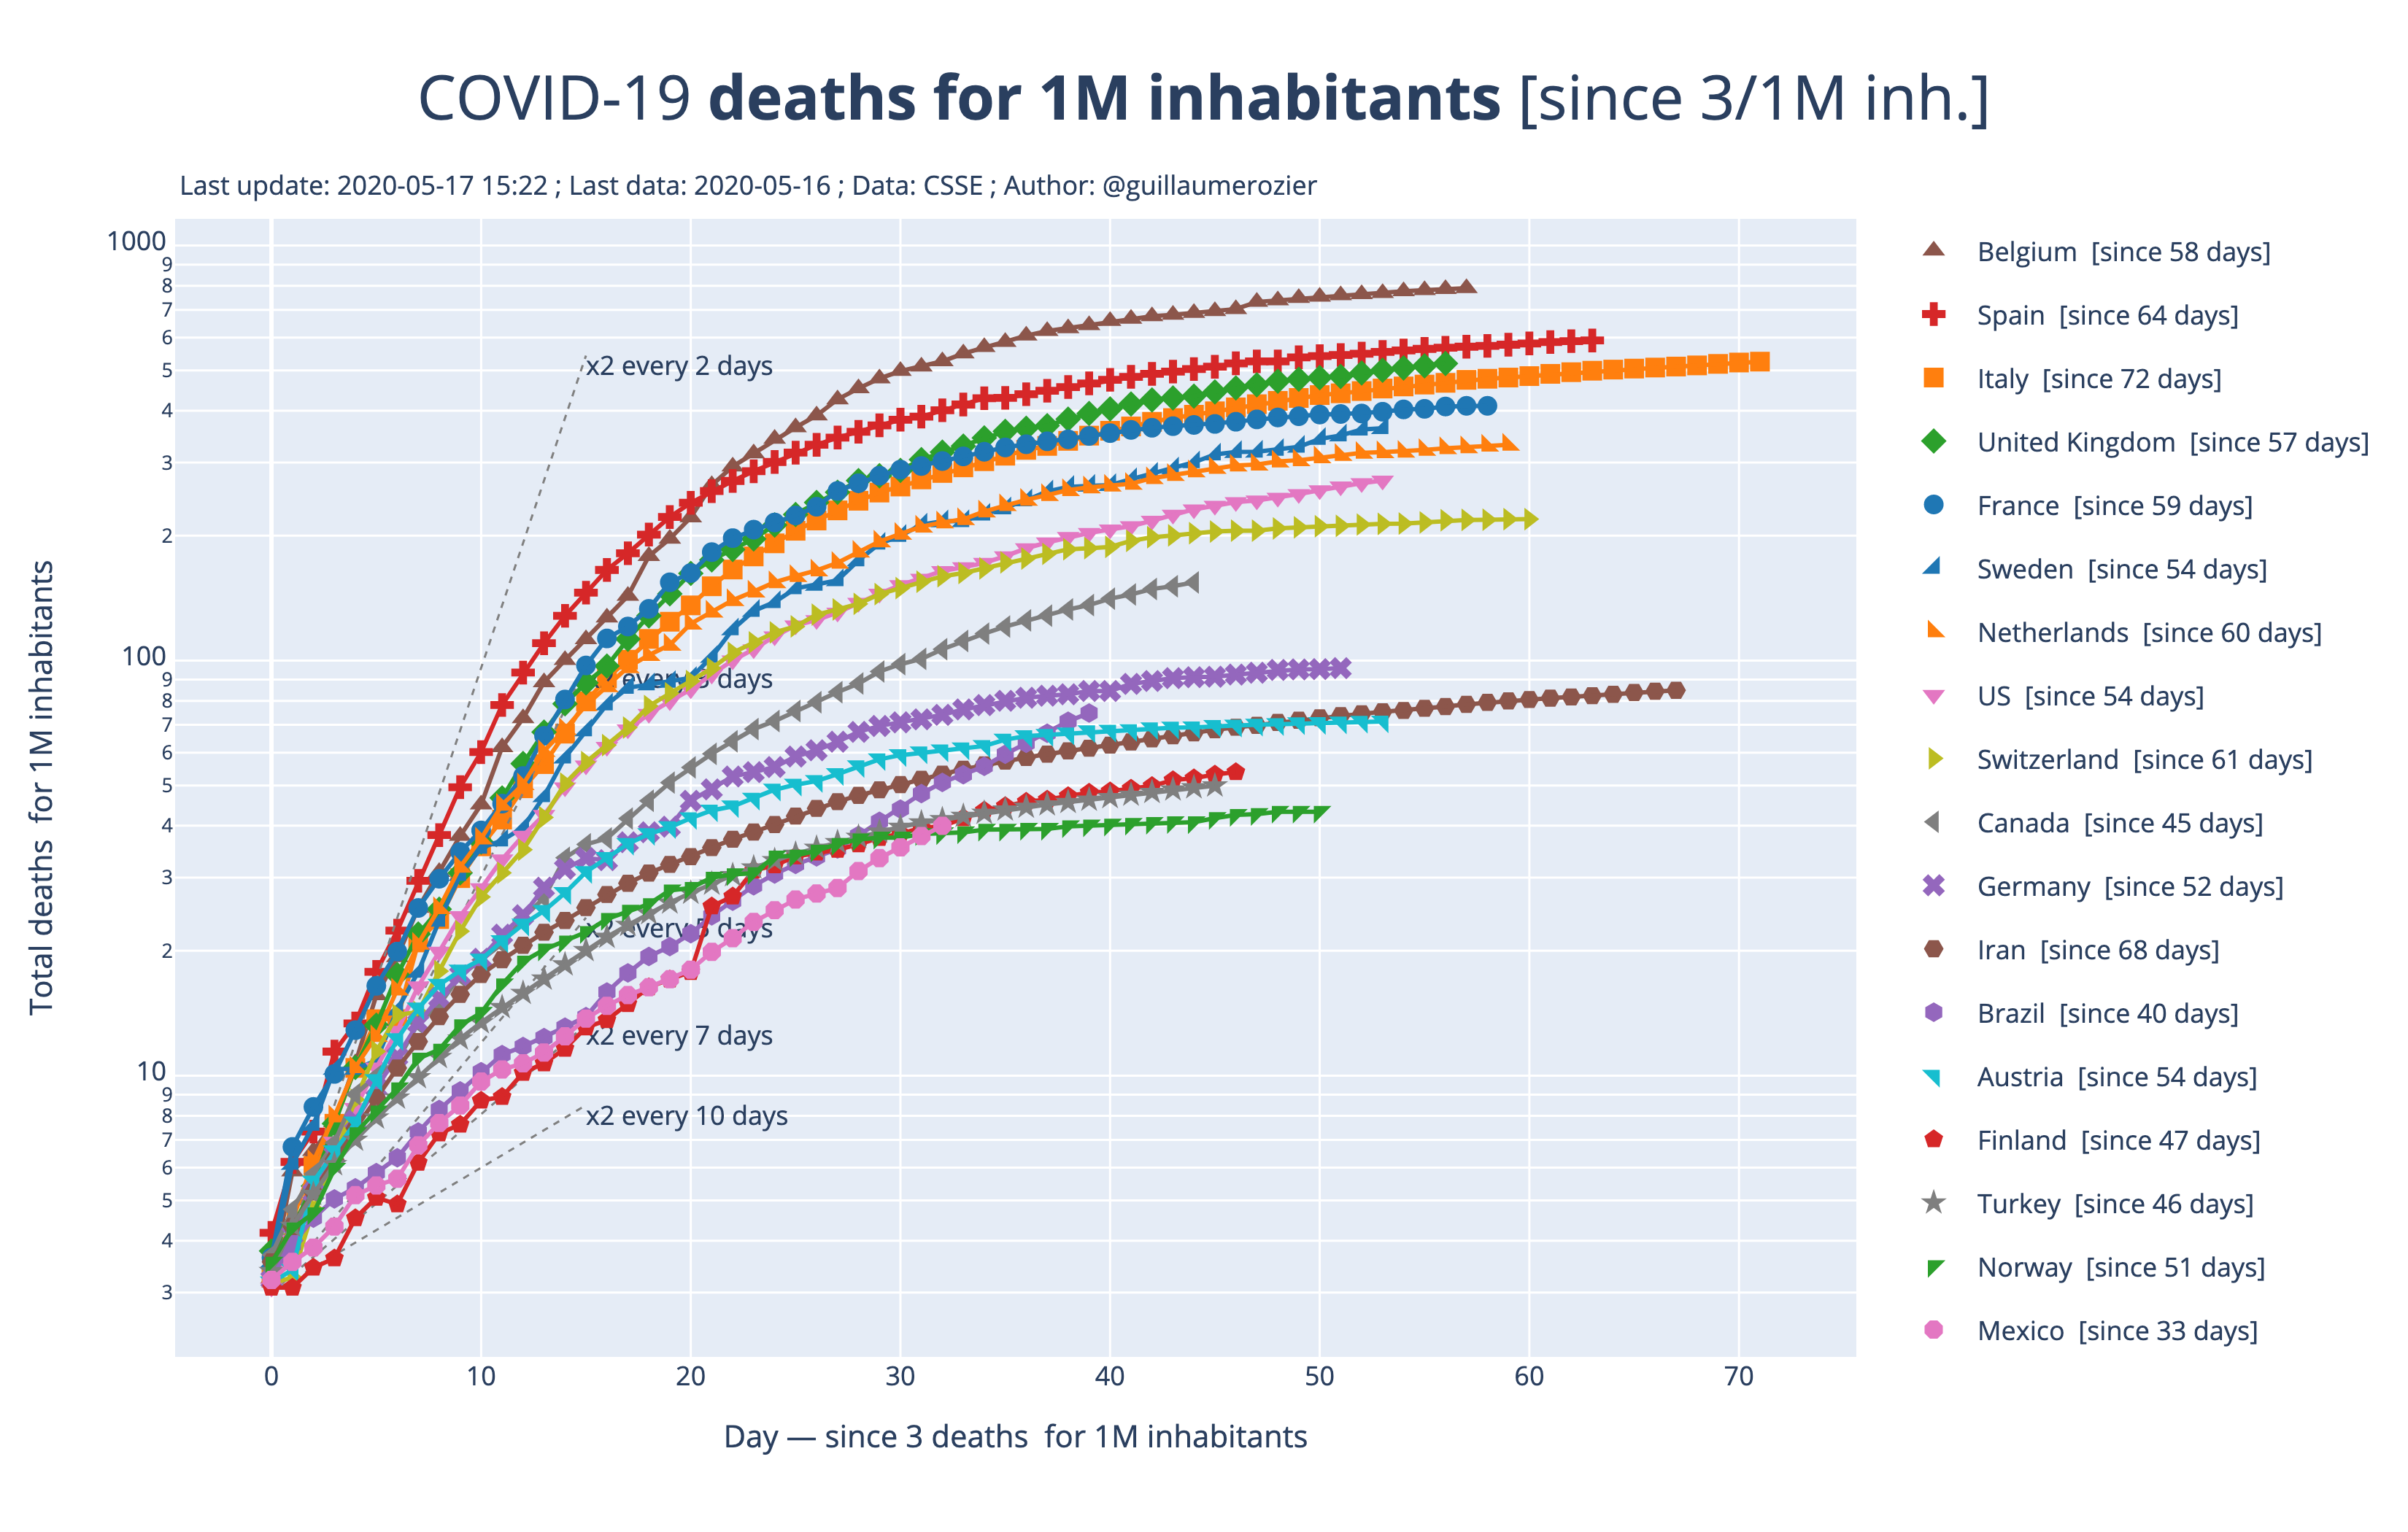 COVID-19 deaths for 1M inhabitants [since 3/1M inh.]
Last update: 2020-05-17 15:22 ; Last data: 2020-05-16 ; Data: CSSE ; Author: @guillaumerozier
1000
9
8
7
6
5
4
3
2
100
9
8
7
6
5
4
3
2
10
9
8
7
6
5
4
3
Total deaths for 1M inhabitants
x2 every 2 days
every days
x2 every 5 days
x2 every 7 days
x2 every 10 days
0 10 20 30 40 50 60 70
Day — since 3 deaths for 1M inhabitants
Belgium [since 58 days]
Spain [since 64 days]
Italy [since 72 days]
United Kingdom [since 57 days]
France [since 59 days]
Sweden [since 54 days]
Netherlands [since 60 days]
US [since 54 days]
Switzerland [since 61 days]
Canada [since 45 days]
Germany [since 52 days]
Iran [since 68 days]
Brazil [since 40 days]
Austria [since 54 days]
Finland [since 47 days]
Turkey [since 46 days]
Norway [since 51 days]
Mexico [since 33 days]